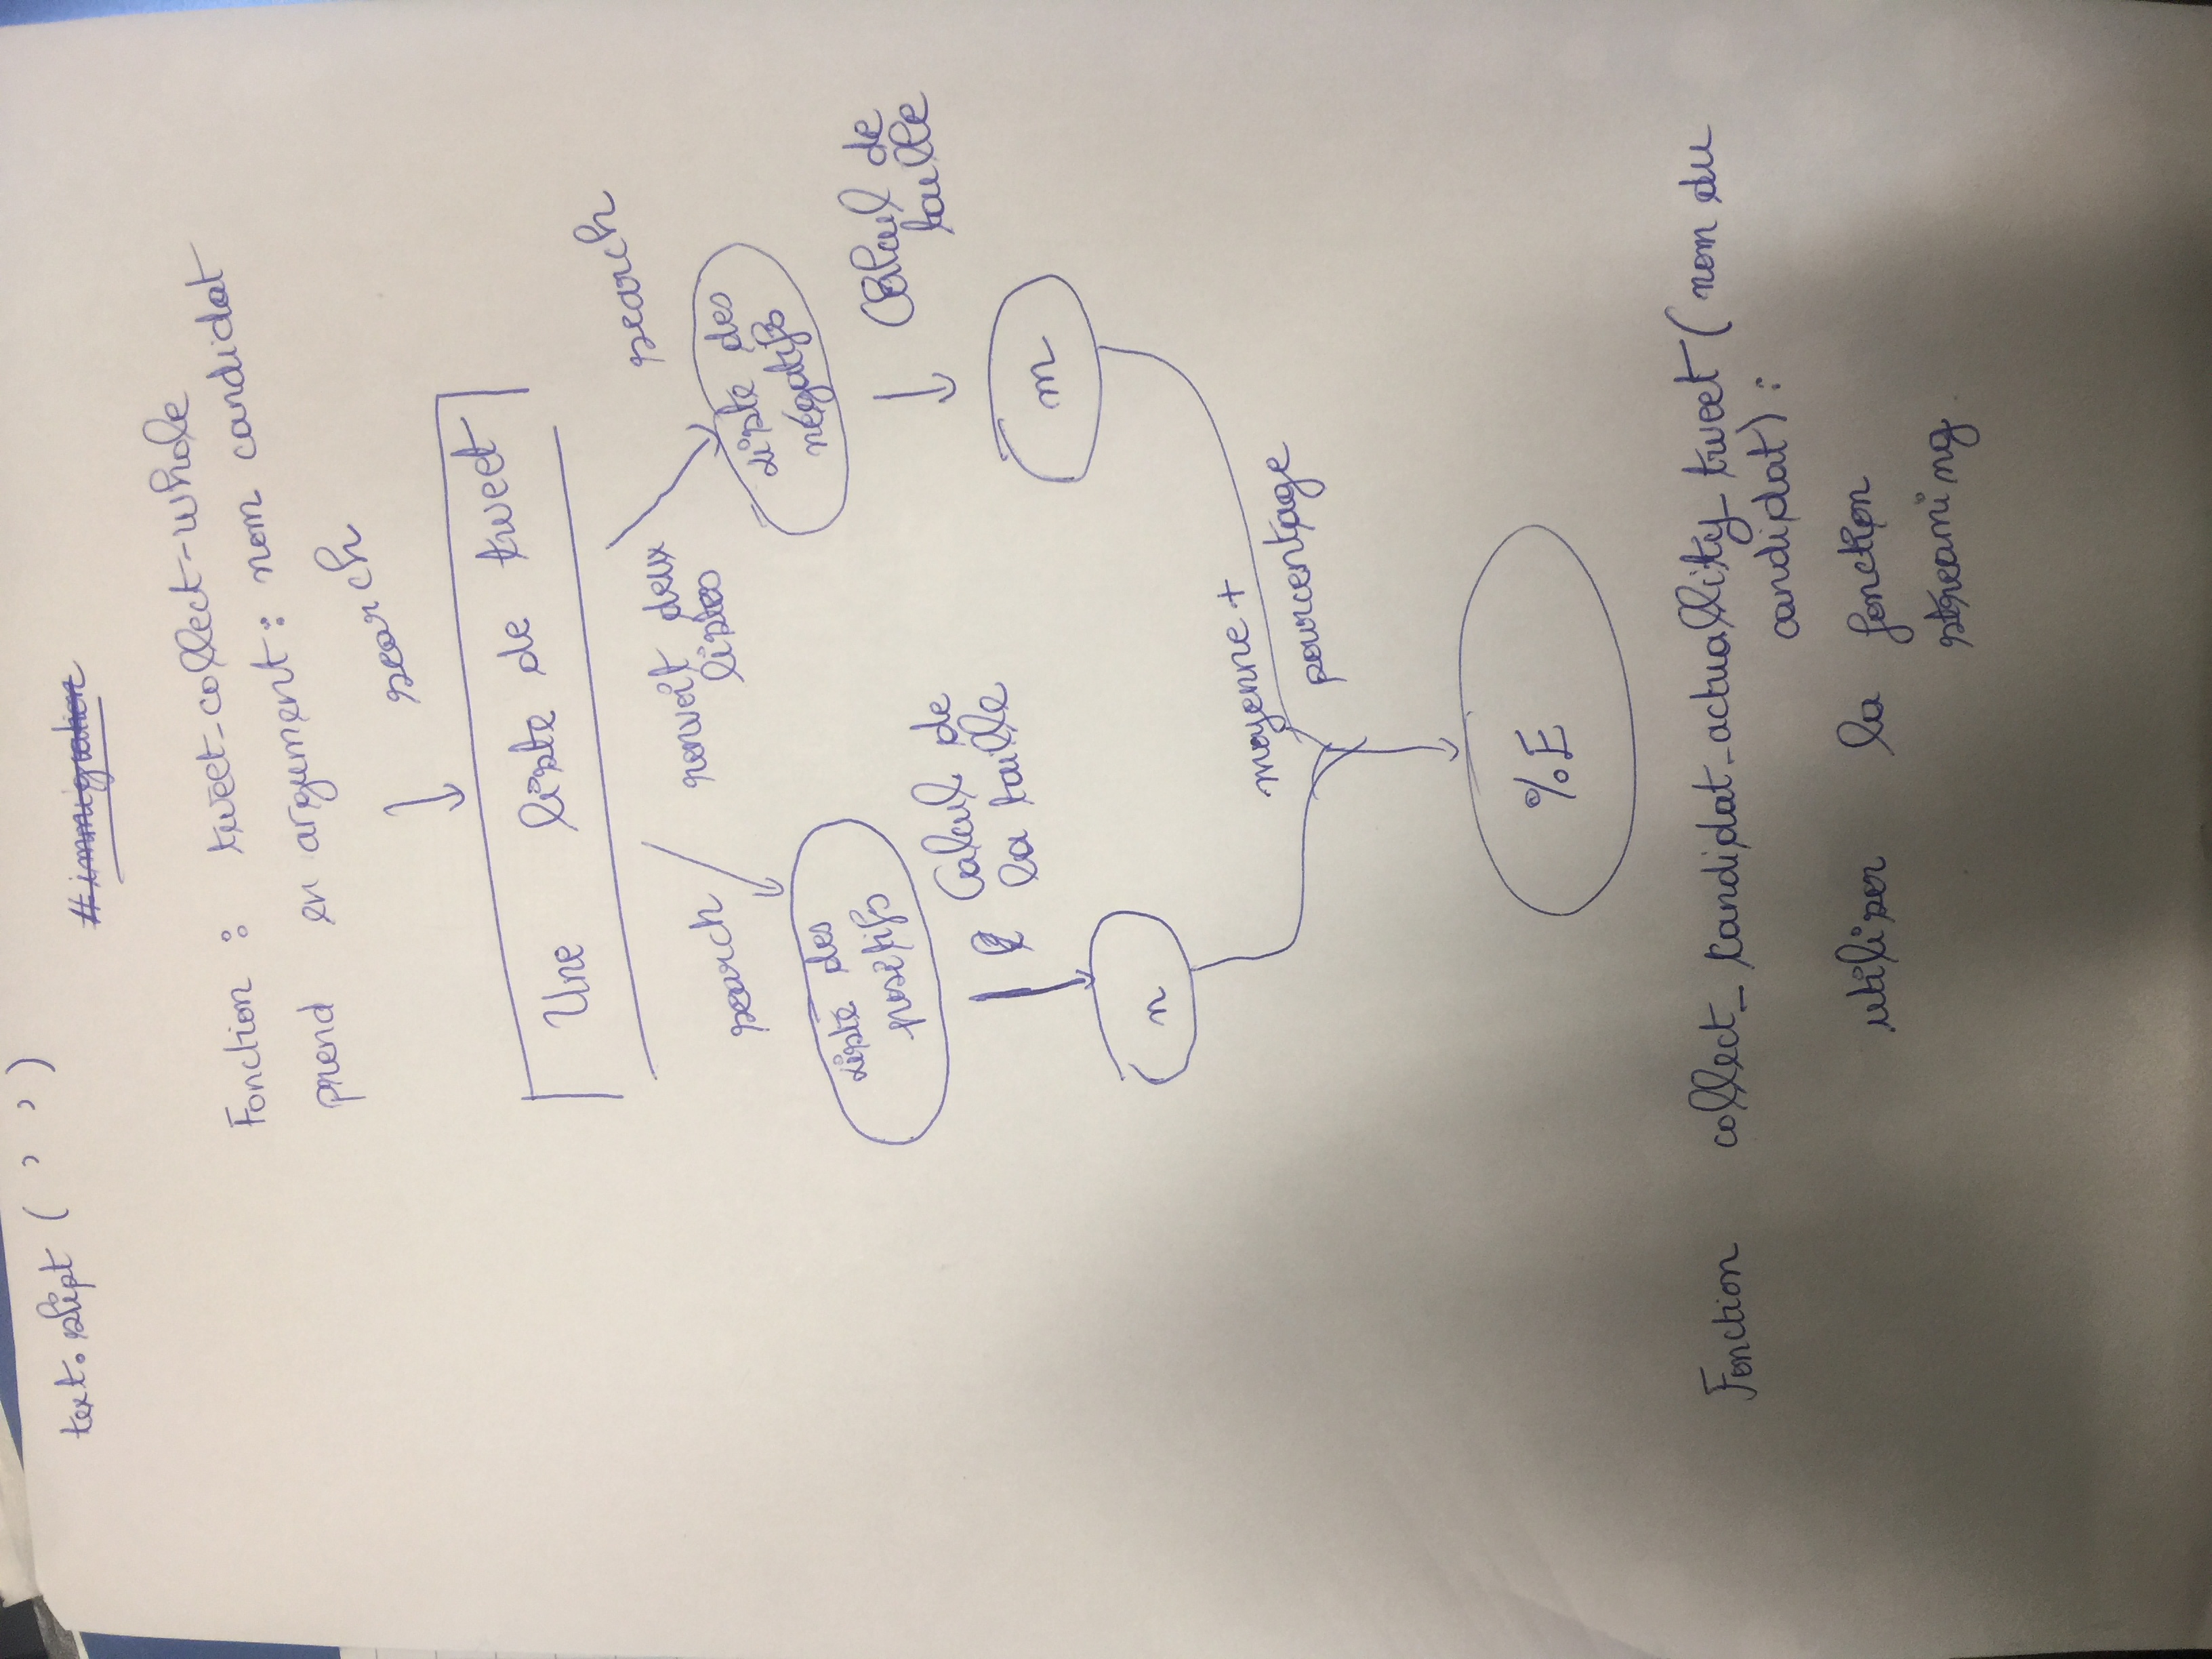 text. slipt ( ' ' )
# immigration
Fonction : tweet_collect-whole
prend en argument : nom candidat
search
Une liste de tweet
search
renvoit deux
listes
search
Liste des
négatifs
Liste des
positifs
Calcul de
taille
Calcul de
la taille
m
n
moyenne +
pourcentage
%E
Fonction collect_candidat_actuallity_tweet ( nom du
candidat) :
utiliser la fonction
streaming